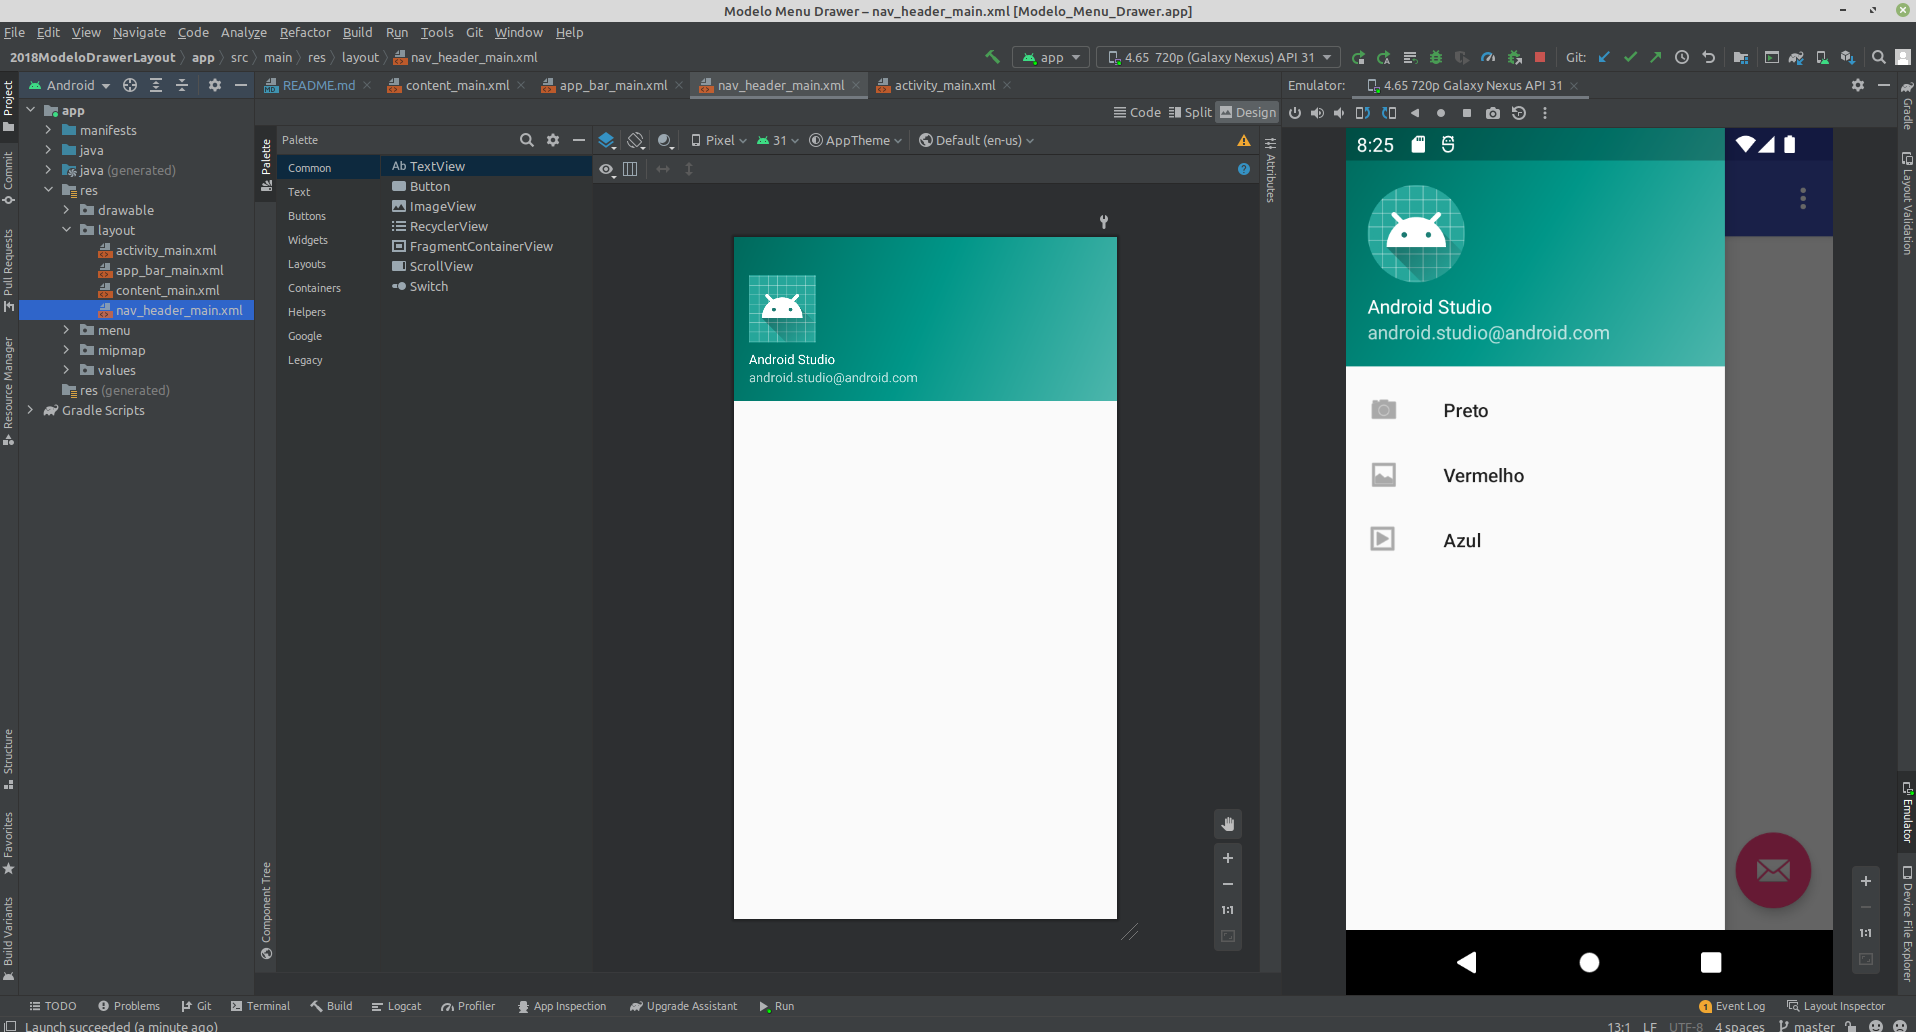 Modelo Menu Drawer – nav_header_main.xml [Modelo_Menu_Drawer.app]
File Edit View Navigate Code Analyze Refactor Build Run Tools Git Window Help
2018ModeloDrawerLayout app src main res layout nav_header_main.xml
app
4.65 720p (Galaxy Nexus) API 31
Git:
Android
README.md
content_main.xml
app_bar_main.xml
nav_header_main.xml
activity_main.xml
Emulator:
4.65 720p Galaxy Nexus API 31
Code Split Design
Project
Commit
Pull Requests
Resource Manager
Structure
Favorites
Build Variants
app
manifests
java
java (generated)
res
drawable
layout
activity_main.xml
app_bar_main.xml
content_main.xml
nav_header_main.xml
menu
mipmap
values
res (generated)
Gradle Scripts
Palette
Component Tree
Palette
Common
Text
Buttons
Widgets
Layouts
Containers
Helpers
Google
Legacy
Ab TextView
Button
ImageView
RecyclerView
FragmentContainerView
ScrollView
Switch
Pixel 31 AppTheme Default (en-us)
Android Studio
android.studio@android.com
1:1
Attributes
8:25
Android Studio
android.studio@android.com
Preto
Vermelho
Azul
1:1
Gradle
Layout Validation
Emulator
Device File Explorer
TODO Problems Git Terminal Build Logcat Profiler App Inspection Upgrade Assistant Run
1 Event Log Layout Inspector
Launch succeeded (a minute ago)
13:1 LF UTF-8 4 spaces master